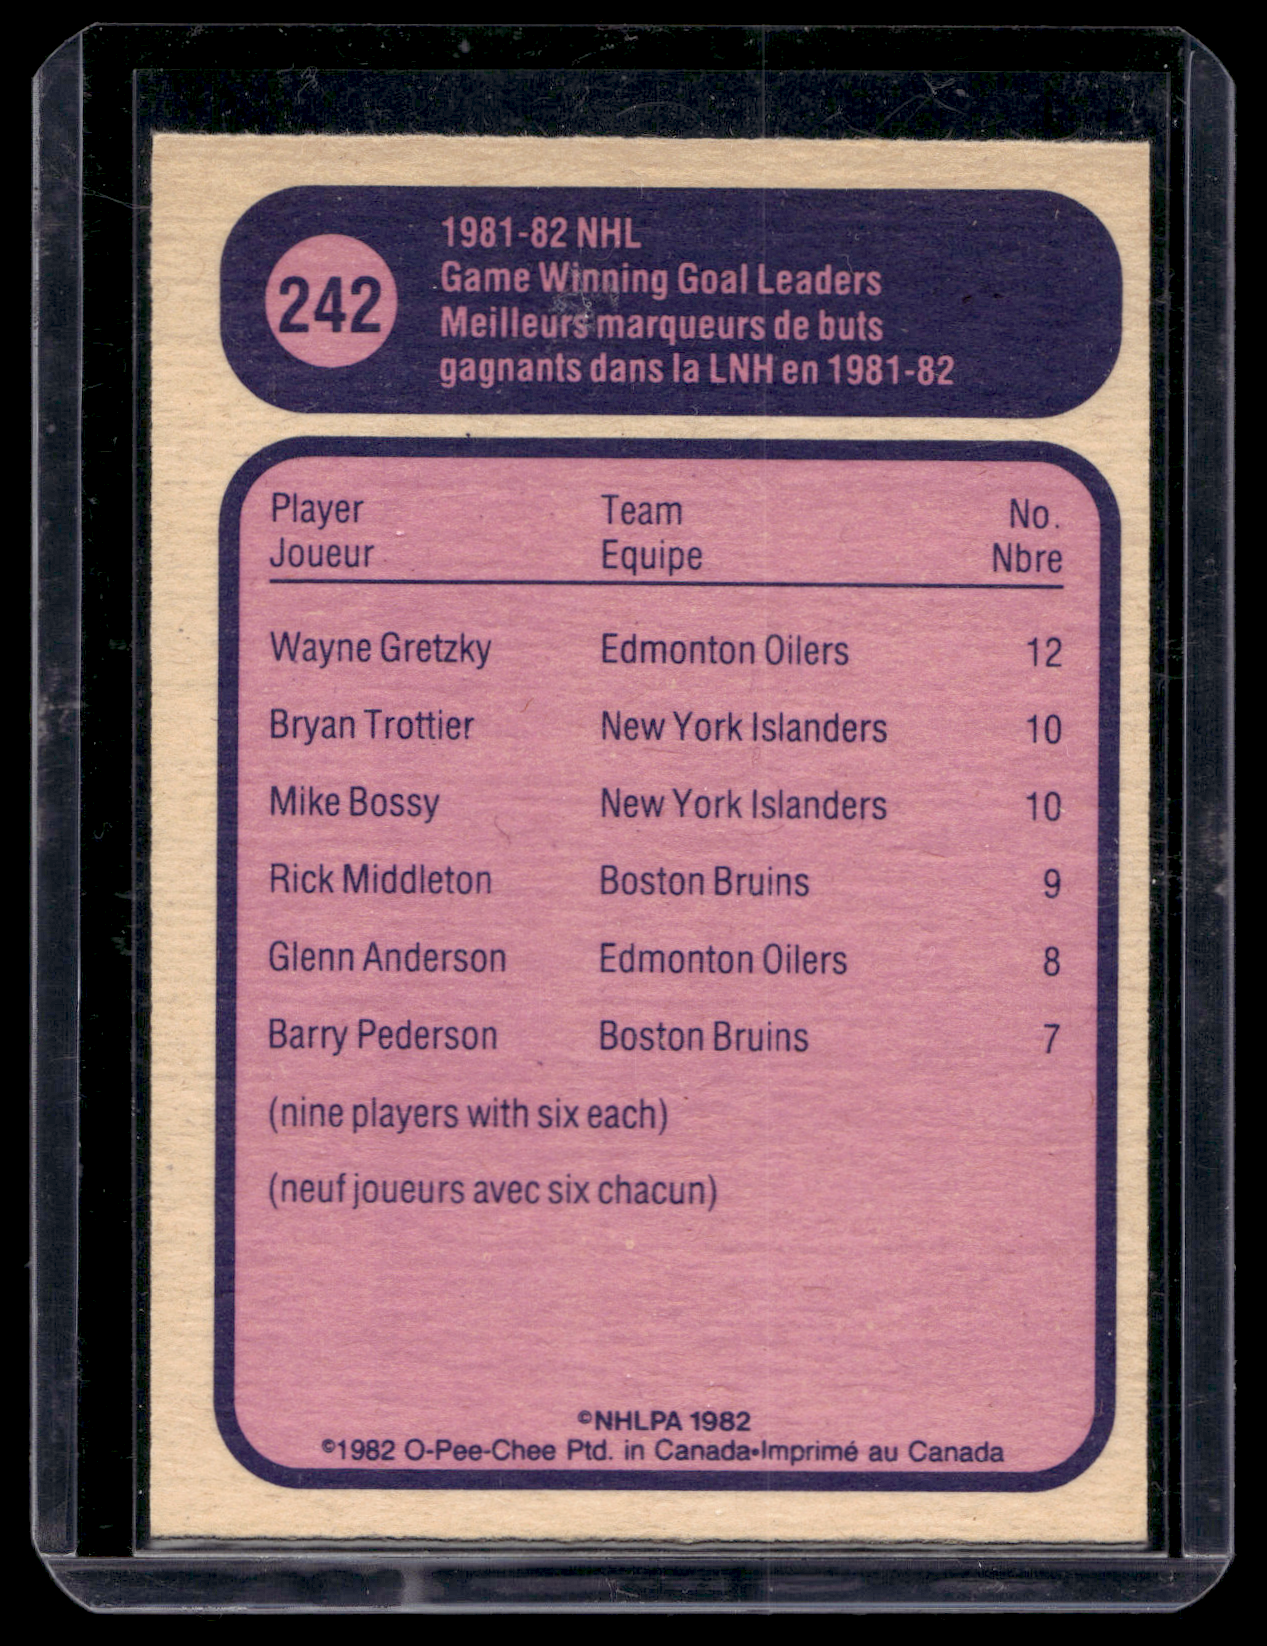 242
1981-82 NHL
Game Winning Goal Leaders
Meilleurs marqueurs de buts
gagnants dans la LNH en 1981-82
Player Team No.
Joueur Equipe Nbre
Wayne Gretzky Edmonton Oilers 12
Bryan Trottier New York Islanders 10
Mike Bossy New York Islanders 10
Rick Middleton Boston Bruins 9
Glenn Anderson Edmonton Oilers 8
Barry Pederson Boston Bruins 7
(nine players with six each)
(neuf joueurs avec six chacun)
©NHLPA 1982
©1982 O-Pee-Chee Ptd. in Canada•Imprimé au Canada